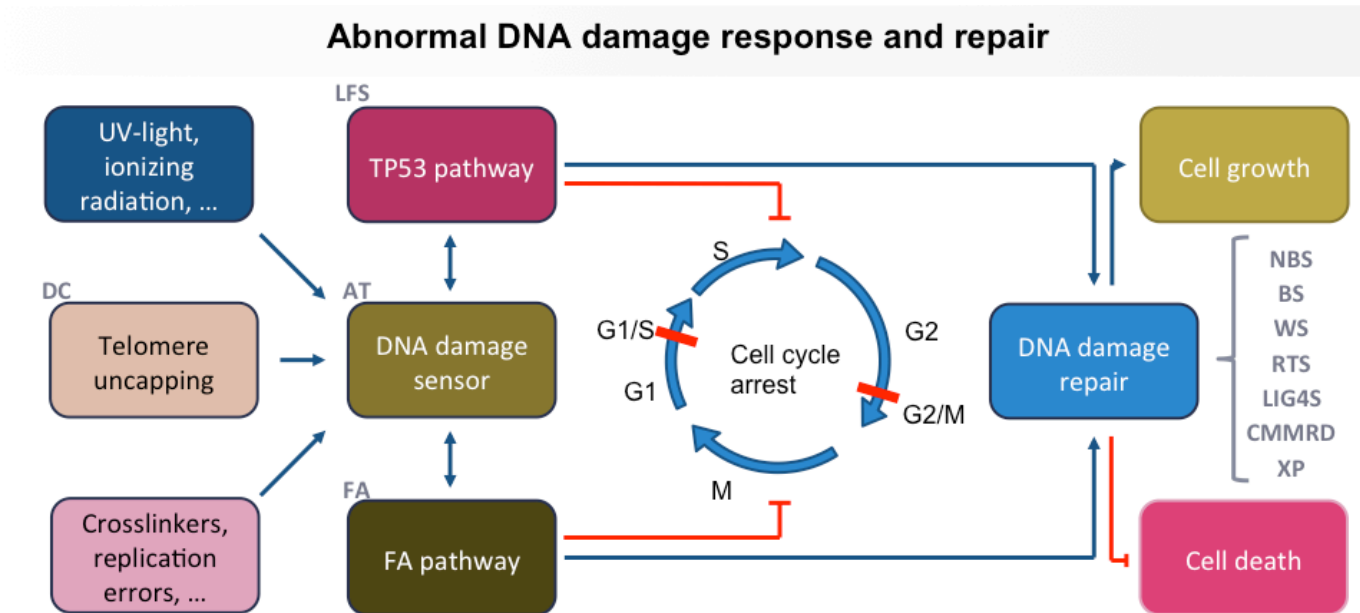 Abnormal DNA damage response and repair
UV-light,
ionizing
radiation, ...
LFS
TP53 pathway
Cell growth
DC
Telomere
uncapping
AT
DNA damage
sensor
S
G1/S
G1
G2
G2/M
M
Cell cycle
arrest
DNA damage
repair
NBS
BS
WS
RTS
LIG4S
CMMRD
XP
Crosslinkers,
replication
errors, ...
FA
FA pathway
Cell death